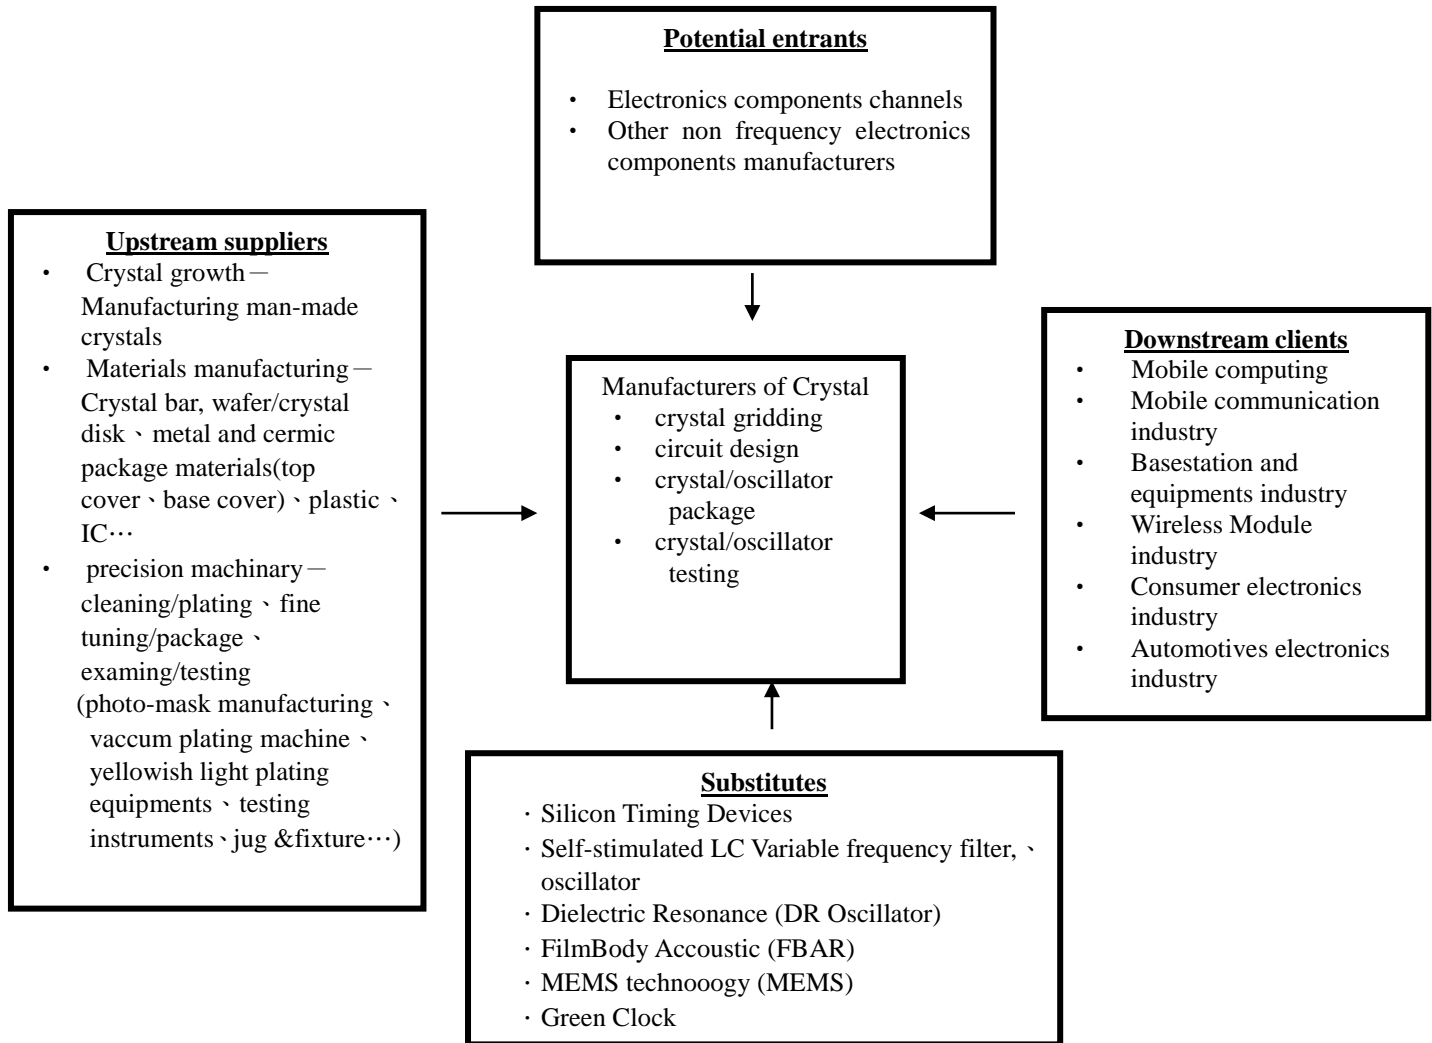 Potential entrants
• Electronics components channels
• Other non frequency electronics
components manufacturers
Upstream suppliers
• Crystal growth—
Manufacturing man-made
crystals
• Materials manufacturing—
Crystal bar, wafer/crystal
disk、metal and cermic
package materials(top
cover、base cover)、plastic、
IC…
• precision machinary—
cleaning/plating、fine
tuning/package、
examing/testing
(photo-mask manufacturing、
vaccum plating machine、
yellowish light plating
equipments、testing
instruments、jug &fixture…)
Manufacturers of Crystal
• crystal gridding
• circuit design
• crystal/oscillator
package
• crystal/oscillator
testing
Downstream clients
• Mobile computing
• Mobile communication
industry
• Basestation and
equipments industry
• Wireless Module
industry
• Consumer electronics
industry
• Automotives electronics
industry
Substitutes
· Silicon Timing Devices
· Self-stimulated LC Variable frequency filter,、
oscillator
· Dielectric Resonance (DR Oscillator)
· FilmBody Accoustic (FBAR)
· MEMS technooogy (MEMS)
· Green Clock